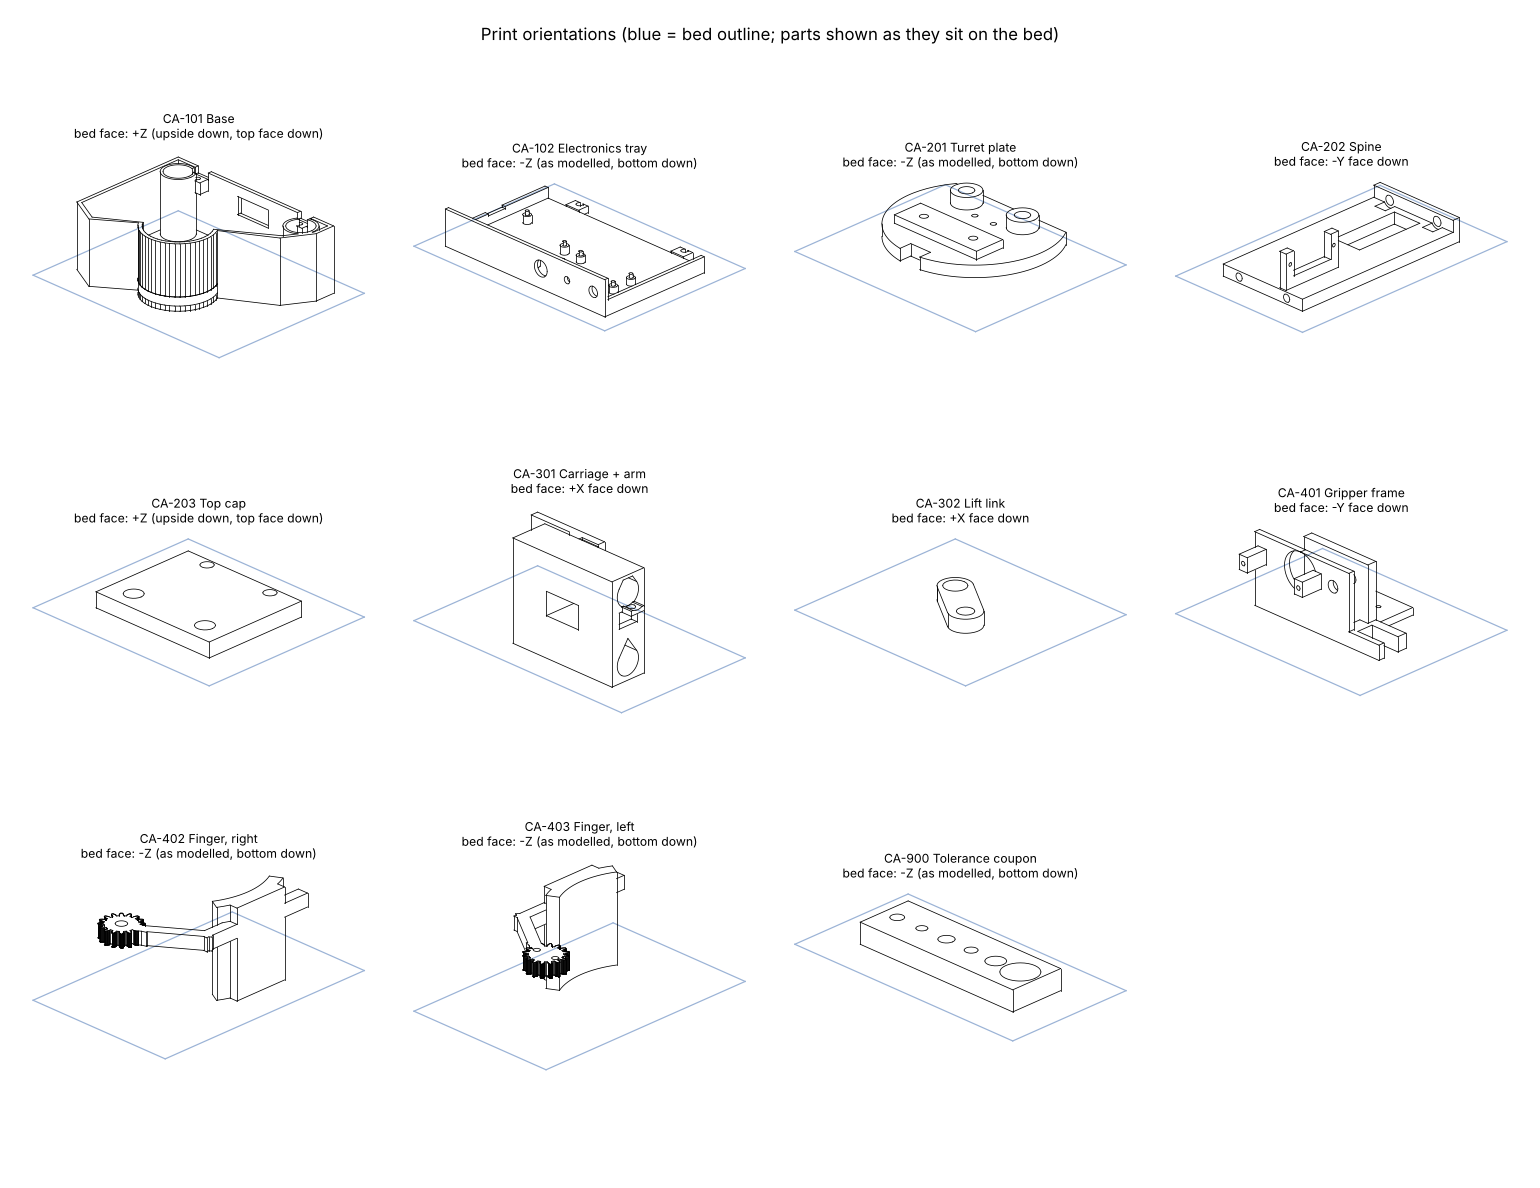 Print orientations (blue = bed outline; parts shown as they sit on the bed)
CA-101 Base
bed face: +Z (upside down, top face down)
CA-102 Electronics tray
bed face: -Z (as modelled, bottom down)
CA-201 Turret plate
bed face: -Z (as modelled, bottom down)
CA-202 Spine
bed face: -Y face down
CA-203 Top cap
bed face: +Z (upside down, top face down)
CA-301 Carriage + arm
bed face: +X face down
CA-302 Lift link
bed face: +X face down
CA-401 Gripper frame
bed face: -Y face down
CA-402 Finger, right
bed face: -Z (as modelled, bottom down)
CA-403 Finger, left
bed face: -Z (as modelled, bottom down)
CA-900 Tolerance coupon
bed face: -Z (as modelled, bottom down)